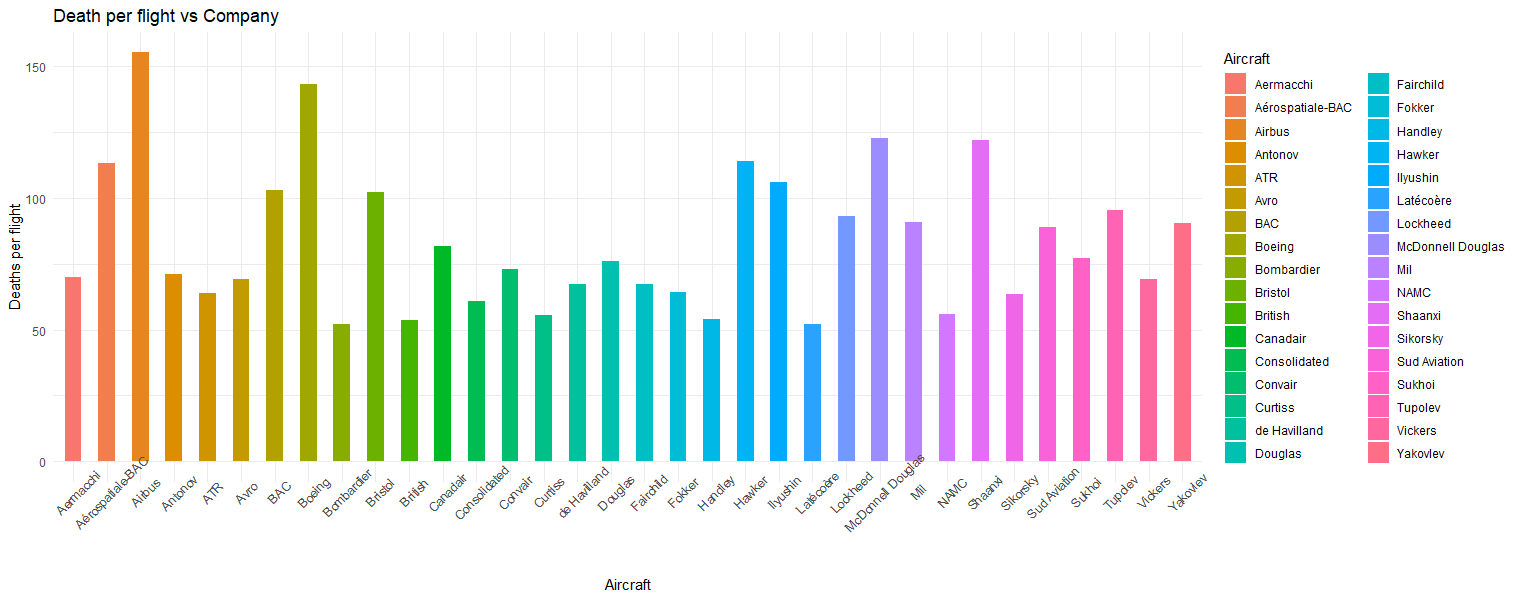 Death per flight vs Company
Deaths per flight
150
100
50
0
Aermacchi
Aérospatiale-BAC
Airbus
Antonov
ATR
Avro
BAC
Boeing
Bombardier
Bristol
British
Canadair
Consolidated
Convair
Curtiss
de Havilland
Douglas
Fairchild
Fokker
Handley
Hawker
Ilyushin
Latécoère
Lockheed
McDonnell Douglas
Mil
NAMC
Shaanxi
Sikorsky
Sud Aviation
Sukhoi
Tupolev
Vickers
Yakovlev
Aircraft
Aircraft
Aermacchi
Aérospatiale-BAC
Airbus
Antonov
ATR
Avro
BAC
Boeing
Bombardier
Bristol
British
Canadair
Consolidated
Convair
Curtiss
de Havilland
Douglas
Fairchild
Fokker
Handley
Hawker
Ilyushin
Latécoère
Lockheed
McDonnell Douglas
Mil
NAMC
Shaanxi
Sikorsky
Sud Aviation
Sukhoi
Tupolev
Vickers
Yakovlev